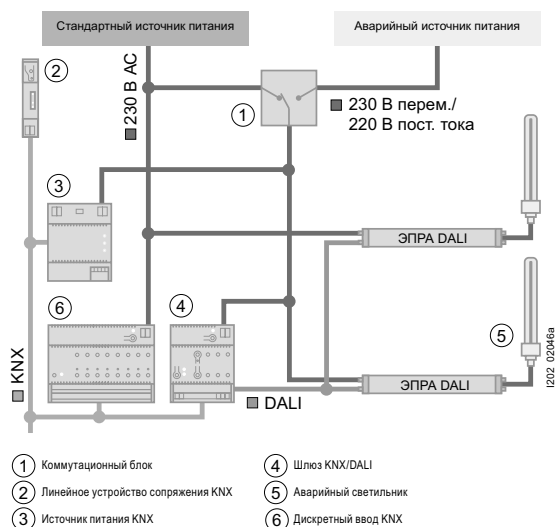 Стандартный источник питания
Аварийный источник питания
2
230 В AC
1
230 В перем./
220 В пост. тока
3
ЭПРА DALI
6
4
5
KNX
ЭПРА DALI
DALI
I202 02046a
1 Коммутационный блок
2 Линейное устройство сопряжения KNX
3 Источник питания KNX
4 Шлюз KNX/DALI
5 Аварийный светильник
6 Дискретный ввод KNX